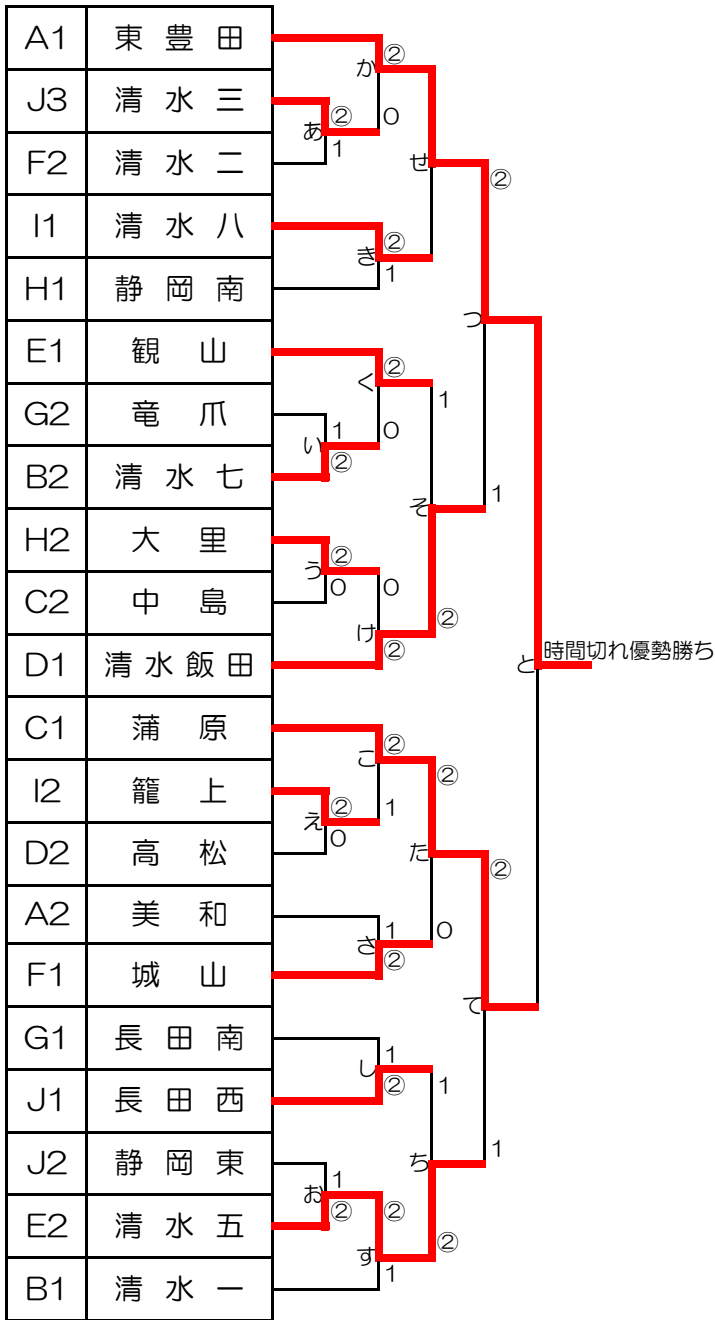 A1 東豊田
J3 清水三
F2 清水二
I1 清水八
H1 静岡南
E1 観山
G2 竜爪
B2 清水七
H2 大里
C2 中島
D1 清水飯田
C1 蒲原
I2 籠上
D2 高松
A2 美和
F1 城山
G1 長田南
J1 長田西
J2 静岡東
E2 清水五
B1 清水一
あ ② 1
い 1 ②
う ② 0
え ② 0
お 1 ②
か ② 0
き ② 1
く ② 0
け 0 ②
こ ② 1
さ 1 ②
し 1 ②
す ② 1
せ
そ 1 ②
た ② 0
ち 1 ②
つ ② 1
て ② 1
と 時間切れ優勢勝ち